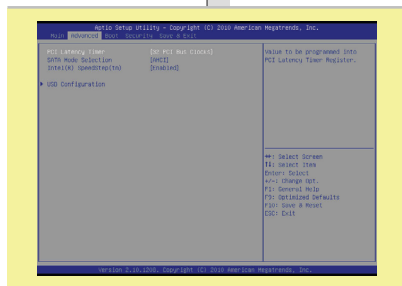 Aptio Setup Utility - Copyright (C) 2010 American Megatrends, Inc.
Main Advanced Boot Security Save & Exit
PCI Latency Timer [32 PCI Bus Clocks]
SATA Mode Selection [AHCI]
Intel(R) SpeedStep(tm) [Enabled]
USB Configuration
Value to be programmed into
PCI Latency Timer Register.
↔: Select Screen
↑↓: Select Item
Enter: Select
+/-: Change Opt.
F1: General Help
F9: Optimized Defaults
F10: Save & Reset
ESC: Exit
Version 2.10.1208. Copyright (C) 2010 American Megatrends, Inc.